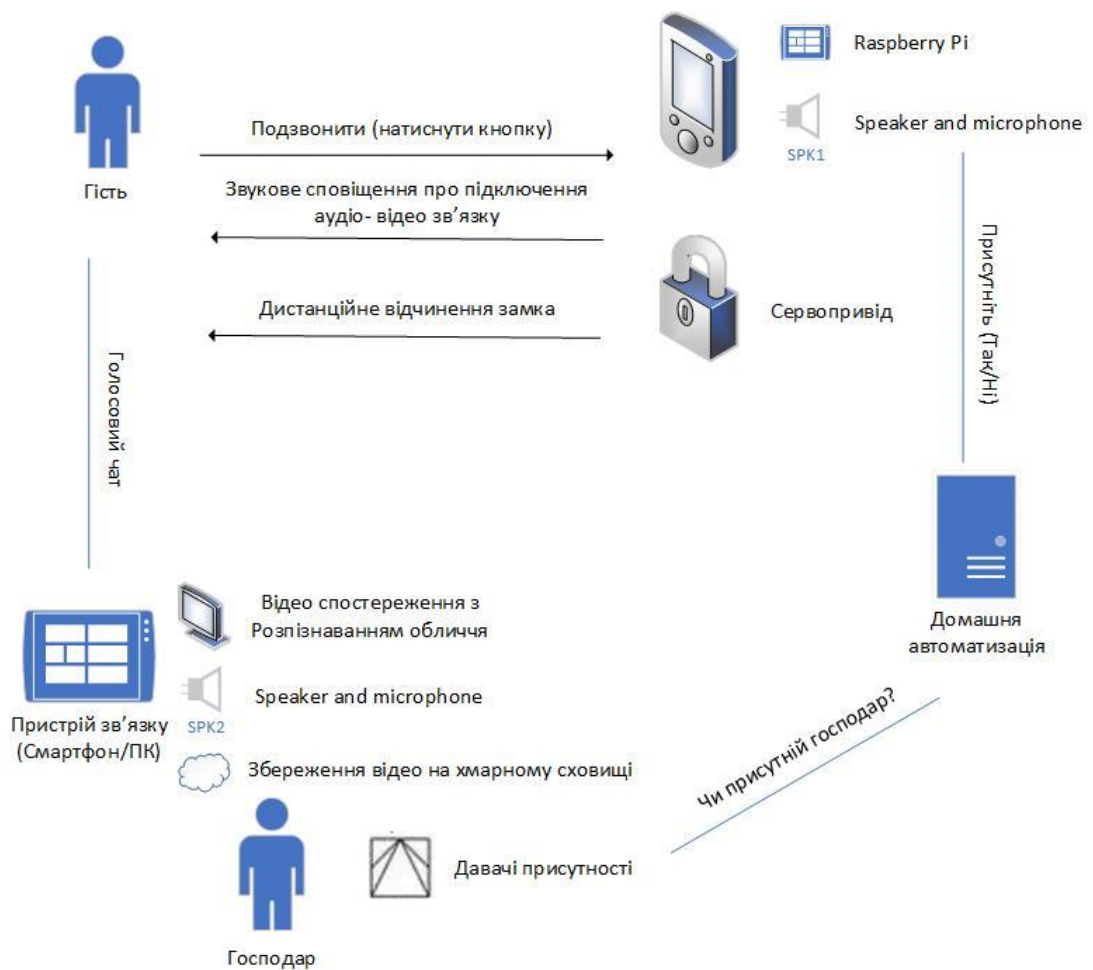 Raspberry Pi
Speaker and microphone
SPK1
Подзвонити (натиснути кнопку)
Гість
Звукове сповіщення про підключення
аудіо- відео зв’язку
Дистанційне відчинення замка
Сервопривід
Присутніть (Так/Ні)
Голосовий чат
Домашня
автоматизація
Відео спостереження з
Розпізнаванням обличчя
Speaker and microphone
SPK2
Пристрій зв’язку
(Смартфон/ПК)
Збереження відео на хмарному сховищі
Чи присутній господар?
Давачі присутності
Господар